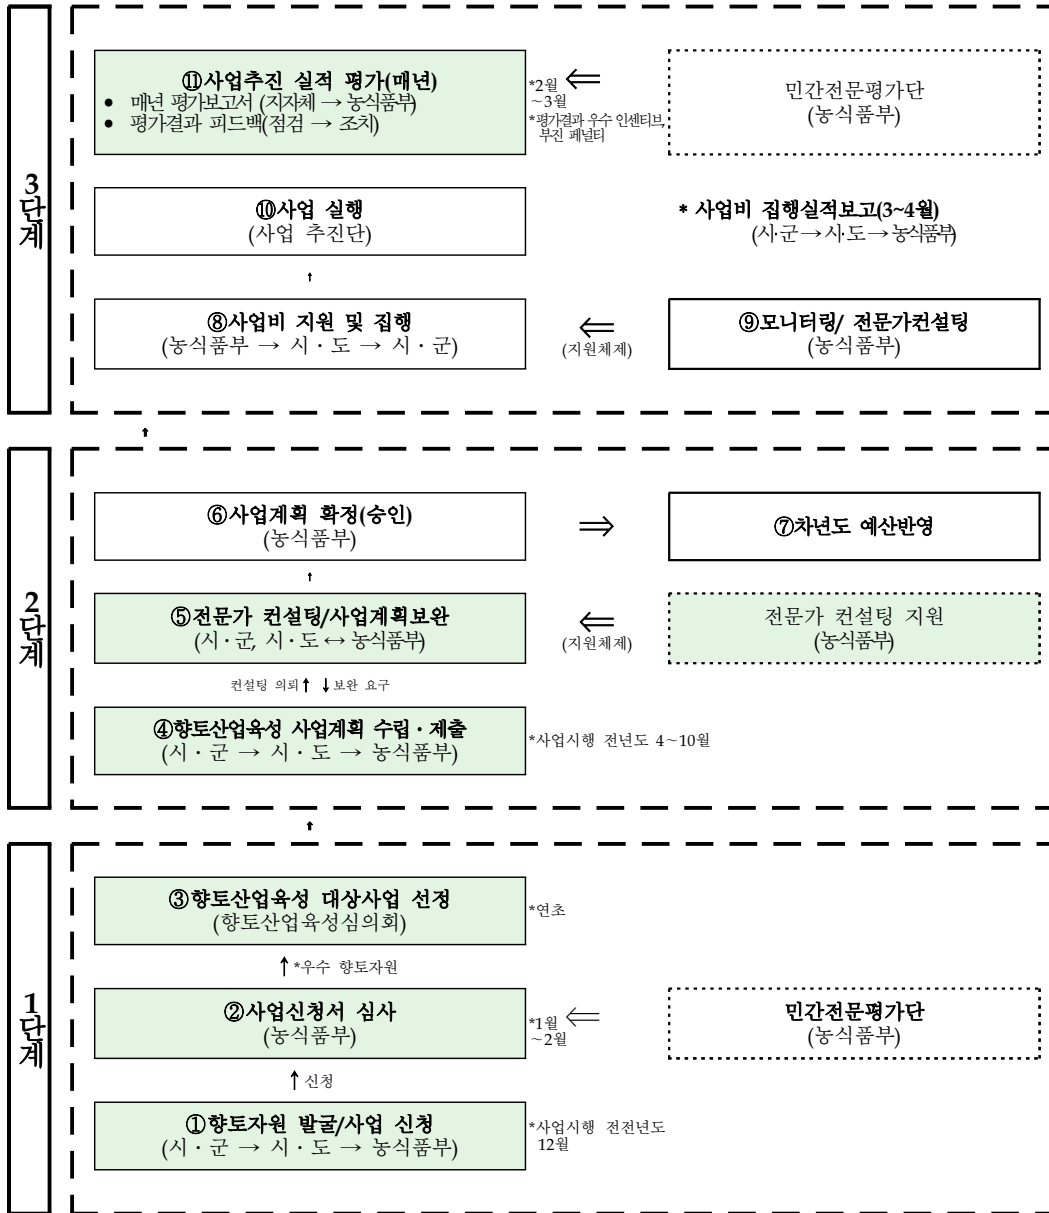 3단계
⑪사업추진 실적 평가(매년)
• 매년 평가보고서 (지자체 → 농식품부)
• 평가결과 피드백(점검 → 조치)
*2월 ⇐
~3월
*평가결과 우수 인센티브,
부진 페널티
민간전문평가단
(농식품부)
⑩사업 실행
(사업 추진단)
* 사업비 집행실적보고(3~4월)
(시·군→시·도→농식품부)
↑
⑧사업비 지원 및 집행
(농식품부 → 시·도 → 시·군)
⇐
(지원체제)
⑨모니터링/ 전문가컨설팅
(농식품부)
↑
2단계
⑥사업계획 확정(승인)
(농식품부)
⇒
⑦차년도 예산반영
↑
⑤전문가 컨설팅/사업계획보완
(시·군, 시·도 ↔ 농식품부)
⇐
(지원체제)
전문가 컨설팅 지원
(농식품부)
컨설팅 의뢰↑ ↓보완 요구
④향토산업육성 사업계획 수립·제출
(시·군 → 시·도 → 농식품부)
*사업시행 전년도 4~10월
↑
1단계
③향토산업육성 대상사업 선정
(향토산업육성심의회)
*연초
↑*우수 향토자원
②사업신청서 심사
(농식품부)
*1월 ⇐
~2월
민간전문평가단
(농식품부)
↑신청
①향토자원 발굴/사업 신청
(시·군 → 시·도 → 농식품부)
*사업시행 전전년도
12월